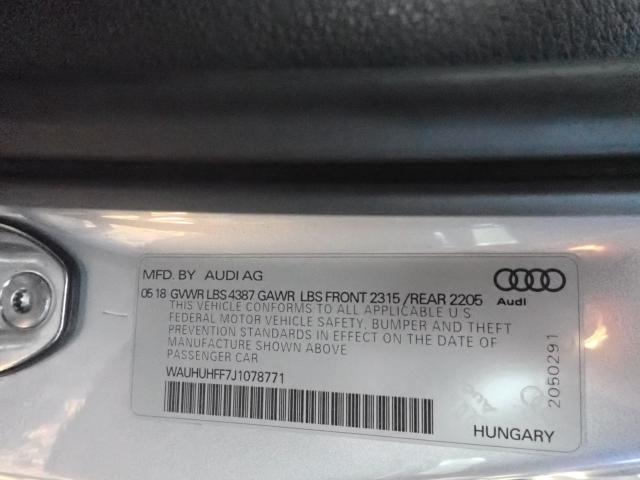 MFD. BY AUDI AG
Audi
05 18 GVWR LBS 4387 GAWR LBS FRONT 2315 /REAR 2205
THIS VEHICLE CONFORMS TO ALL APPLICABLE U S
FEDERAL MOTOR VEHICLE SAFETY, BUMPER AND THEFT
PREVENTION STANDARDS IN EFFECT ON THE DATE OF
MANUFACTURE SHOWN ABOVE
PASSENGER CAR
WAUHUHFF7J1078771
2050291
HUNGARY